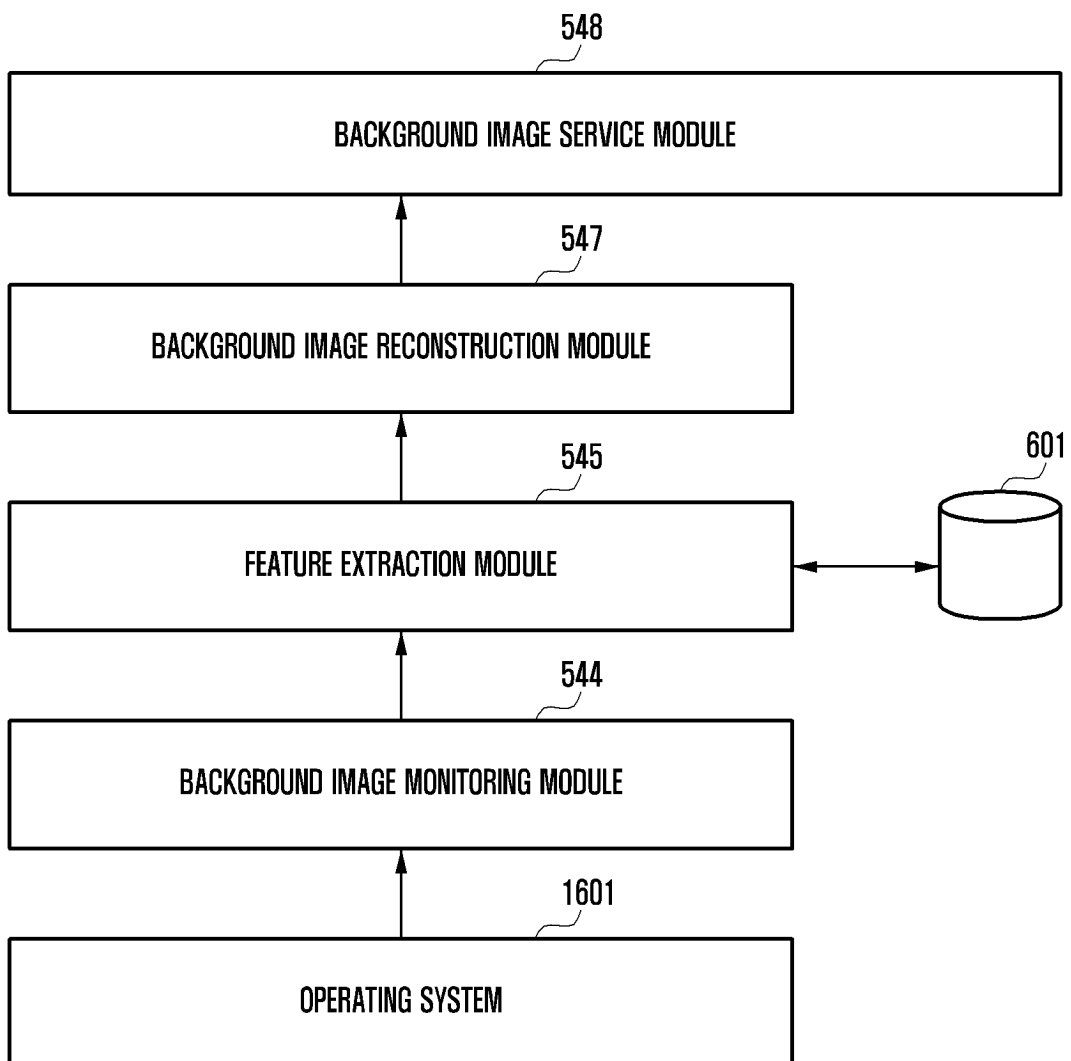 548
BACKGROUND IMAGE SERVICE MODULE
547
BACKGROUND IMAGE RECONSTRUCTION MODULE
545
601
FEATURE EXTRACTION MODULE
544
BACKGROUND IMAGE MONITORING MODULE
1601
OPERATING SYSTEM